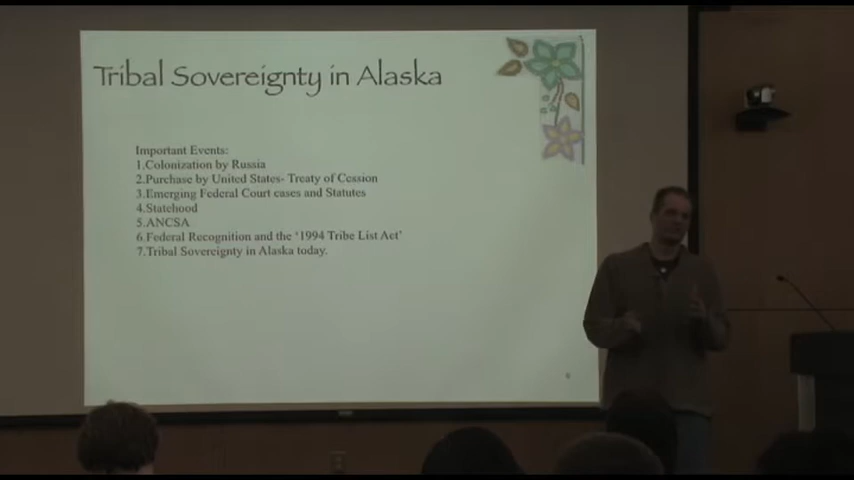 Tribal Sovereignty in Alaska
Important Events:
1.Colonization by Russia
2.Purchase by United States- Treaty of Cession
3.Emerging Federal Court cases and Statutes
4.Statehood
5.ANCSA
6.Federal Recognition and the ‘1994 Tribe List Act’
7.Tribal Sovereignty in Alaska today.